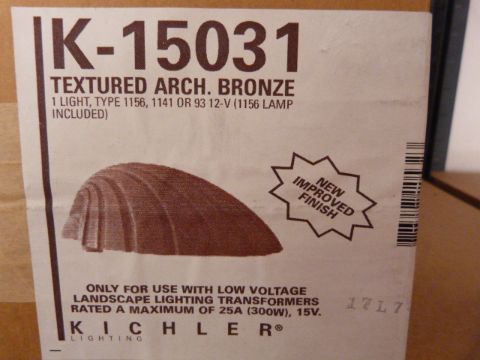 K-15031
TEXTURED ARCH. BRONZE
1 LIGHT, TYPE 1156, 1141 OR 93 12-V (1156 LAMP
INCLUDED)
NEW
IMPROVED
FINISH
ONLY FOR USE WITH LOW VOLTAGE
LANDSCAPE LIGHTING TRANSFORMERS
RATED A MAXIMUM OF 25A (300W), 15V.
17L7
KICHLER®
LIGHTING